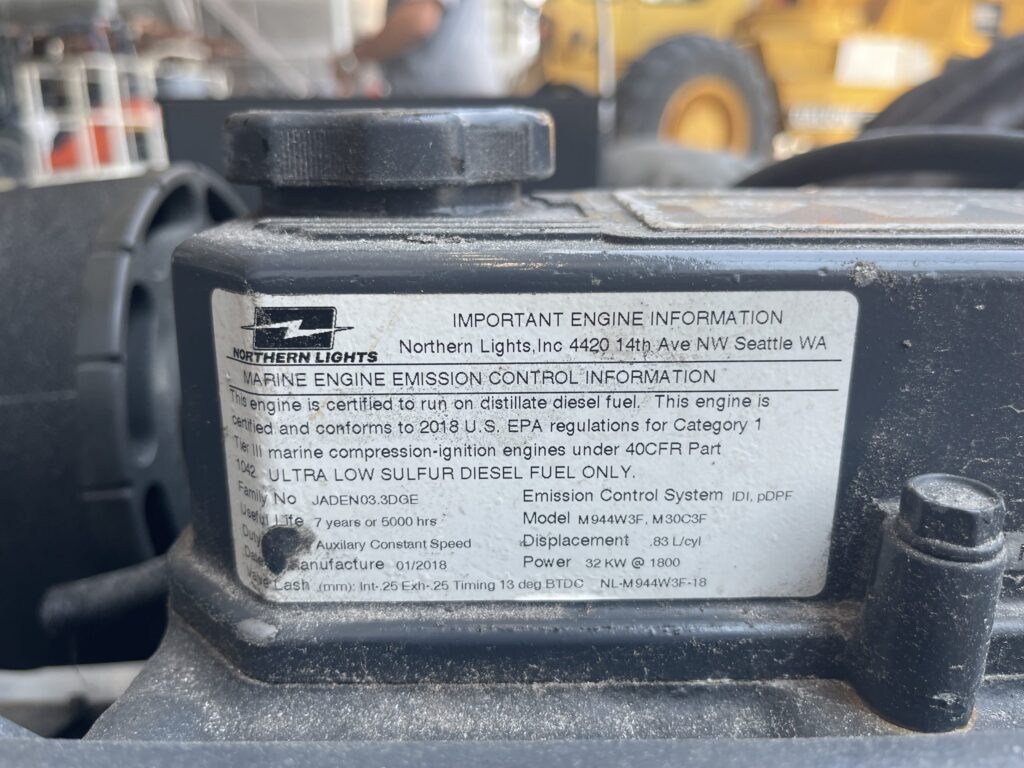 NORTHERN LIGHTS
IMPORTANT ENGINE INFORMATION
Northern Lights,Inc 4420 14th Ave NW Seattle WA
MARINE ENGINE EMISSION CONTROL INFORMATION
This engine is certified to run on distillate diesel fuel. This engine is
certified and conforms to 2018 U.S. EPA regulations for Category 1
Tier III marine compression-ignition engines under 40CFR Part
1042 ULTRA LOW SULFUR DIESEL FUEL ONLY.
Family No JADEN03.3DGE
Useful Life 7 years or 5000 hrs
Duty Auxilary Constant Speed
Manufacture 01/2018
Emission Control System IDI, pDPF
Model M944W3F, M30C3F
Displacement .83 L/cyl
Power 32 KW @ 1800
Lash (mm): Int-.25 Exh-.25 Timing 13 deg BTDC NL-M944W3F-18